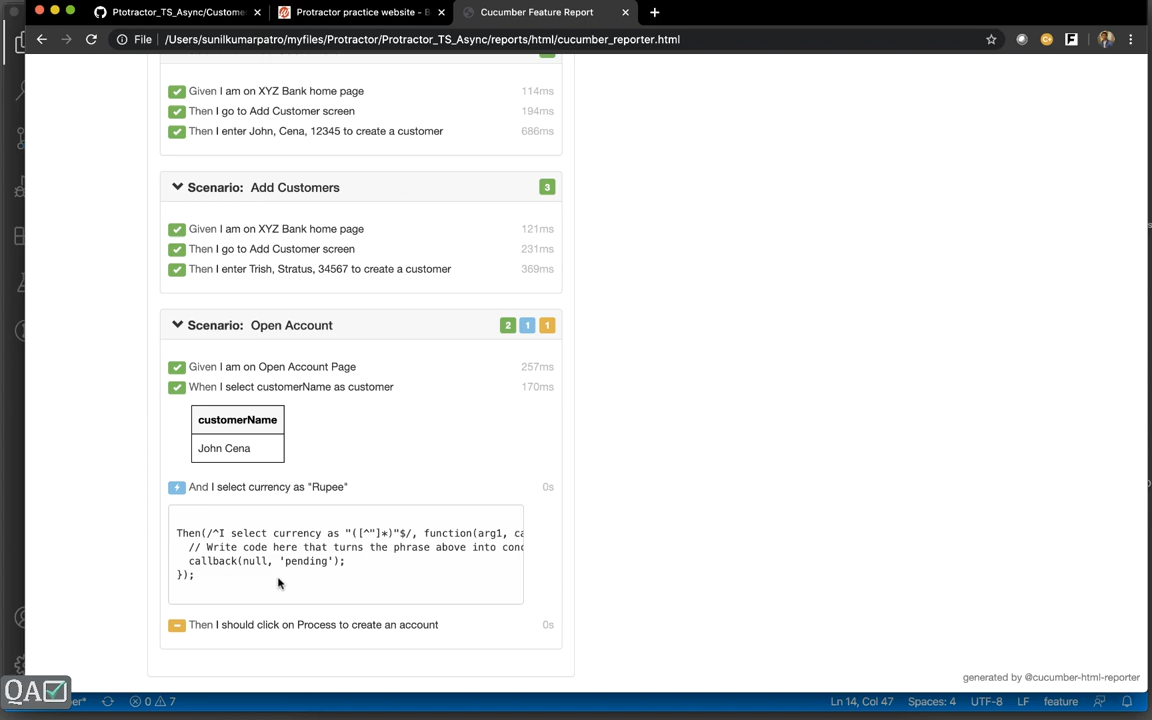 Protractor_TS_Async/Custome
Protractor practice website - B
Cucumber Feature Report
File
/Users/sunilkumarpatro/myfiles/Protractor/Protractor_TS_Async/reports/html/cucumber_reporter.html
Given I am on XYZ Bank home page 114ms
Then I go to Add Customer screen 194ms
Then I enter John, Cena, 12345 to create a customer 686ms
Scenario: Add Customers 3
Given I am on XYZ Bank home page 121ms
Then I go to Add Customer screen 231ms
Then I enter Trish, Stratus, 34567 to create a customer 369ms
Scenario: Open Account 2 1 1
Given I am on Open Account Page 257ms
When I select customerName as customer 170ms
customerName
John Cena
And I select currency as "Rupee" 0s
Then(/^I select currency as "([^"]*)"$/, function(arg1, ca
// Write code here that turns the phrase above into conc
callback(null, 'pending');
});
Then I should click on Process to create an account 0s
generated by @cucumber-html-reporter
QA
er* 0 7 Ln 14, Col 47 Spaces: 4 UTF-8 LF feature